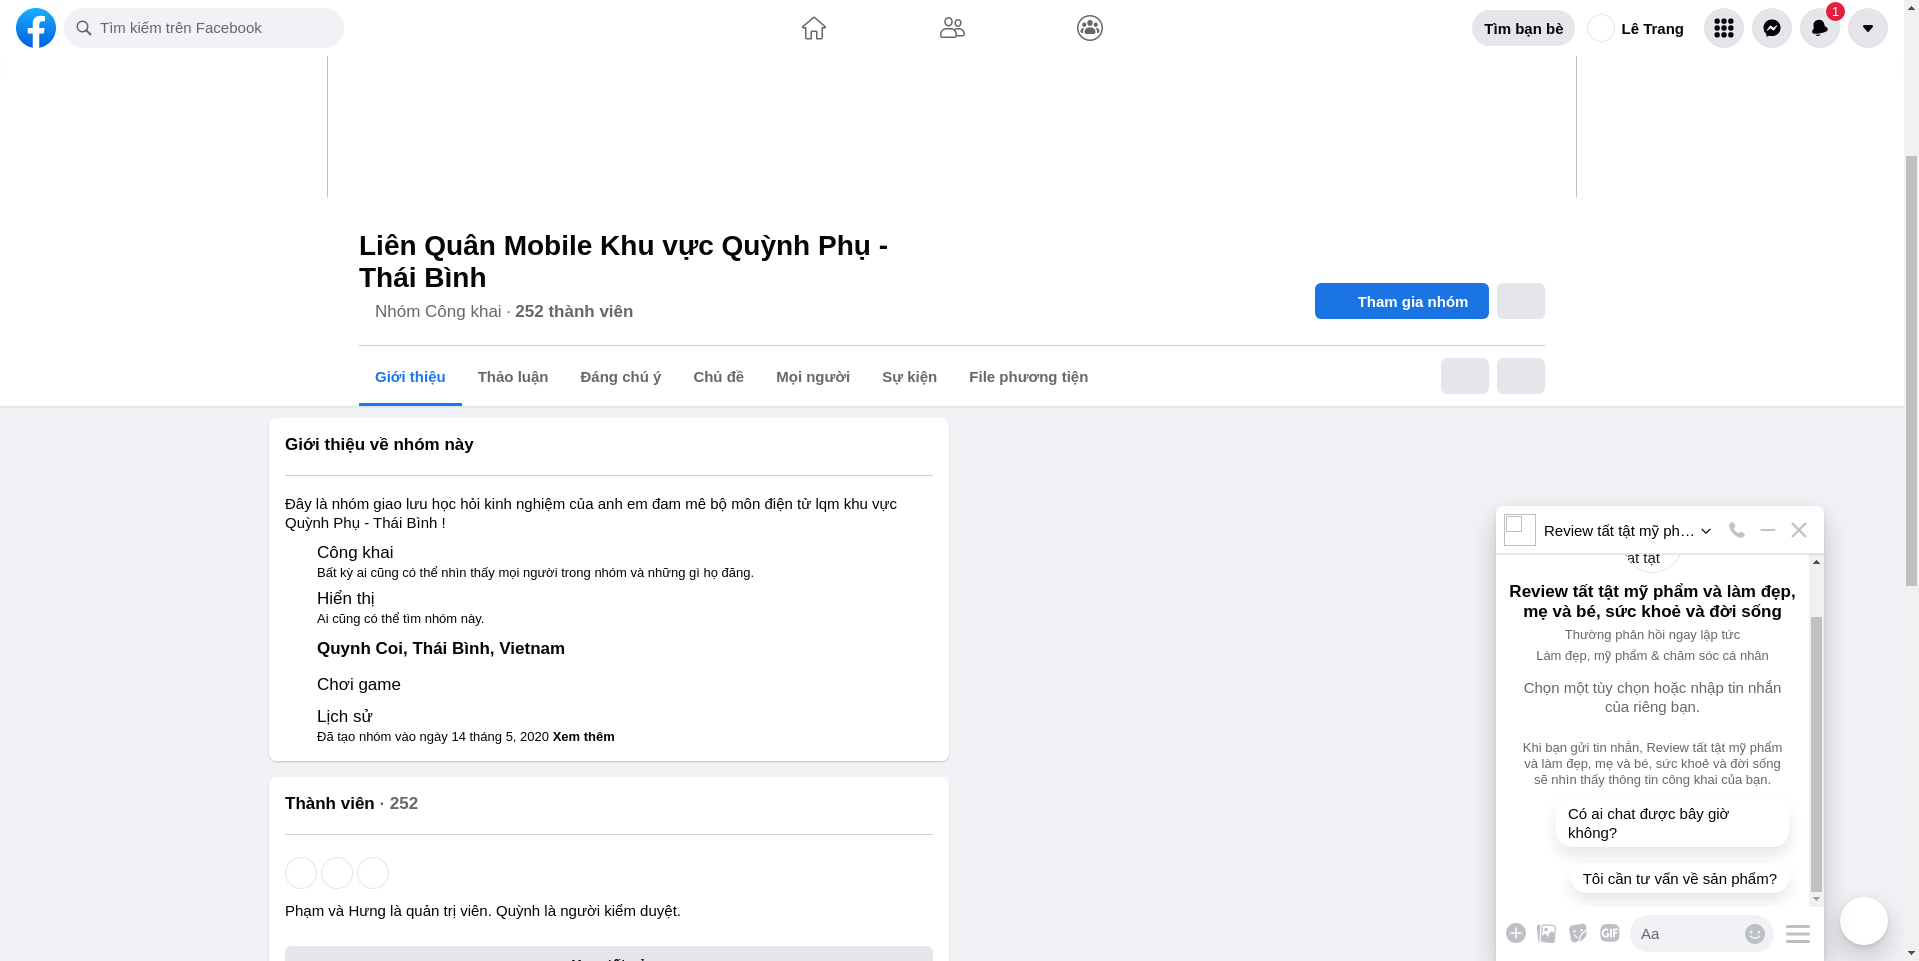 Tìm kiếm trên Facebook
Tìm bạn bè
Lê Trang
1
Liên Quân Mobile Khu vực Quỳnh Phụ -
Thái Bình
Nhóm Công khai · 252 thành viên
Tham gia nhóm
Giới thiệu
Thảo luận
Đáng chú ý
Chủ đề
Mọi người
Sự kiện
File phương tiện
Giới thiệu về nhóm này
Đây là nhóm giao lưu học hỏi kinh nghiệm của anh em đam mê bộ môn điện tử lqm khu vực
Quỳnh Phụ - Thái Bình !
Công khai
Bất kỳ ai cũng có thể nhìn thấy mọi người trong nhóm và những gì họ đăng.
Hiển thị
Ai cũng có thể tìm nhóm này.
Quynh Coi, Thái Bình, Vietnam
Chơi game
Lịch sử
Đã tạo nhóm vào ngày 14 tháng 5, 2020 Xem thêm
Thành viên · 252
Phạm và Hưng là quản trị viên. Quỳnh là người kiểm duyệt.
Review tất tật mỹ ph...
ất tật
Review tất tật mỹ phẩm và làm đẹp,
mẹ và bé, sức khoẻ và đời sống
Thường phản hồi ngay lập tức
Làm đẹp, mỹ phẩm & chăm sóc cá nhân
Chọn một tùy chọn hoặc nhập tin nhắn
của riêng bạn.
Khi bạn gửi tin nhắn, Review tất tật mỹ phẩm
và làm đẹp, mẹ và bé, sức khoẻ và đời sống
sẽ nhìn thấy thông tin công khai của bạn.
Có ai chat được bây giờ
không?
Tôi cần tư vấn về sản phẩm?
GIF
Aa